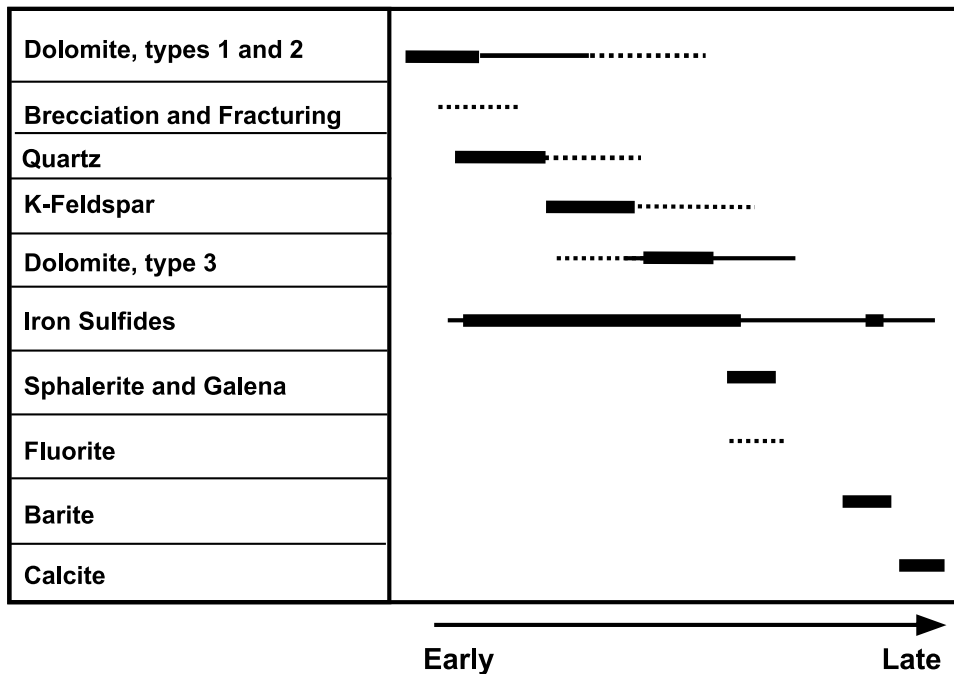 Dolomite, types 1 and 2
Brecciation and Fracturing
Quartz
K-Feldspar
Dolomite, type 3
Iron Sulfides
Sphalerite and Galena
Fluorite
Barite
Calcite
Early Late